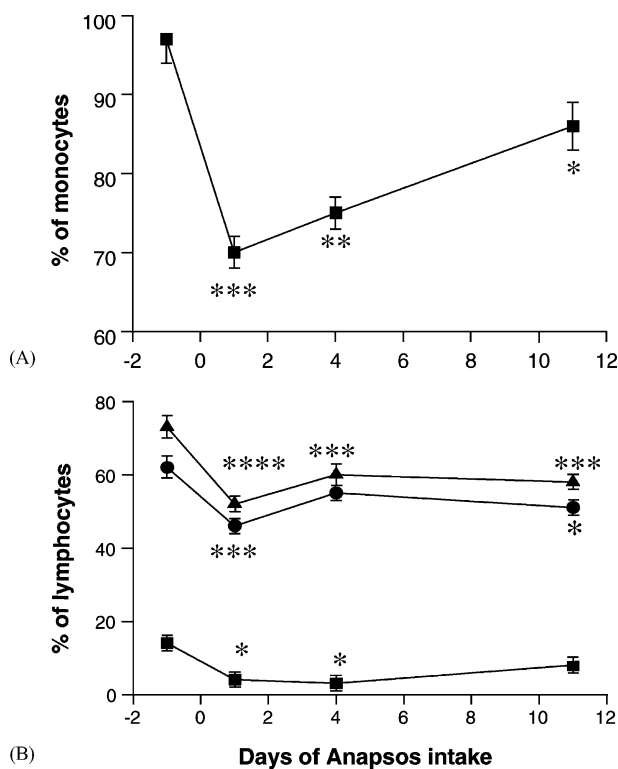 100
90
80
70
60
% of monocytes
***
**
*
(A)
-2 0 2 4 6 8 10 12
80
60
40
20
0
% of lymphocytes
**** *** ***
*** *
* *
-2 0 2 4 6 8 10 12
(B)
Days of Anapsos intake